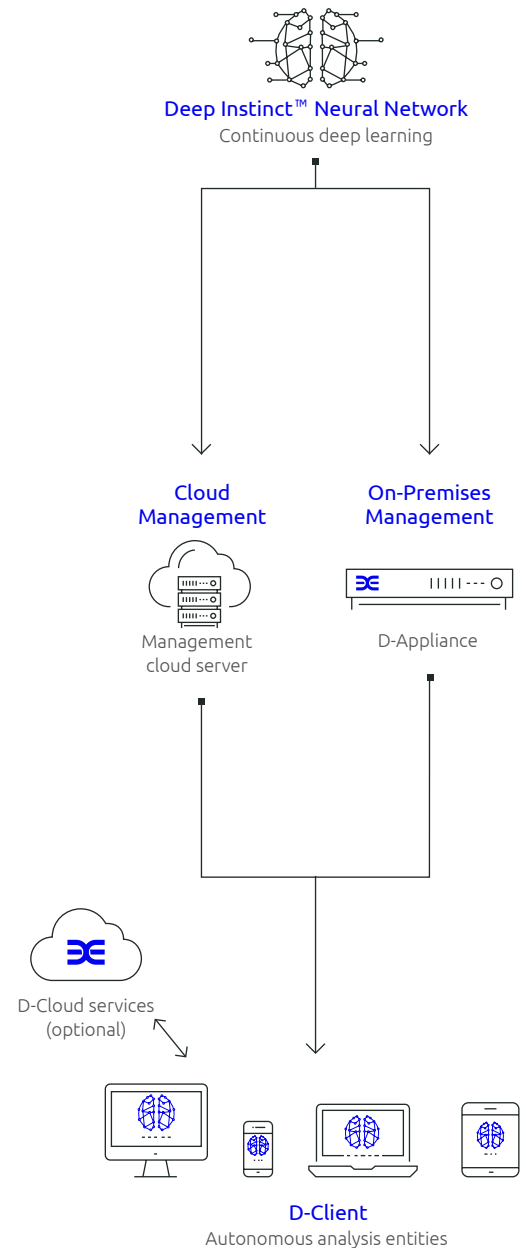 Deep Instinct™ Neural Network
Continuous deep learning
Cloud
Management
On-Premises
Management
Management
cloud server
D-Appliance
D-Cloud services
(optional)
D-Client
Autonomous analysis entities